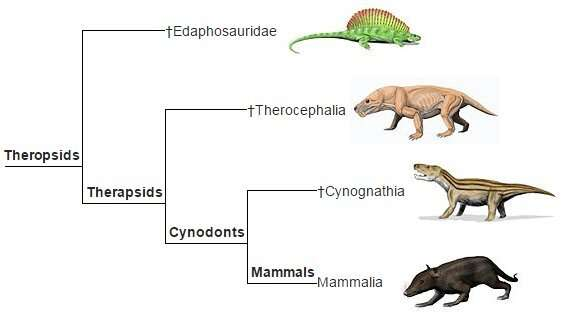 †Edaphosauridae
†Therocephalia
Theropsids
Therapsids
†Cynognathia
Cynodonts
Mammals
Mammalia